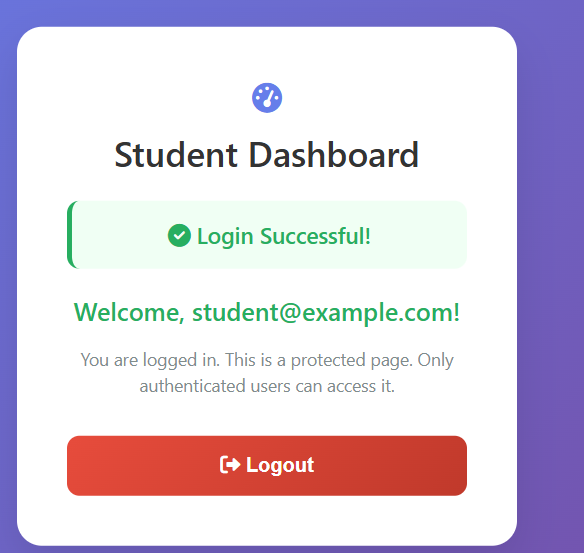 Student Dashboard
Login Successful!
Welcome, student@example.com!
You are logged in. This is a protected page. Only
authenticated users can access it.
Logout